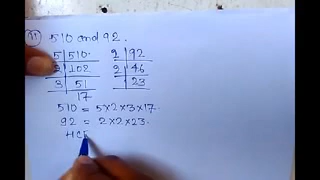 11 510 and 92.
5 510. 2 92
2 102 2 46
3 51 23
17
510 = 5×2×3×17
92 = 2×2×23.
HCF